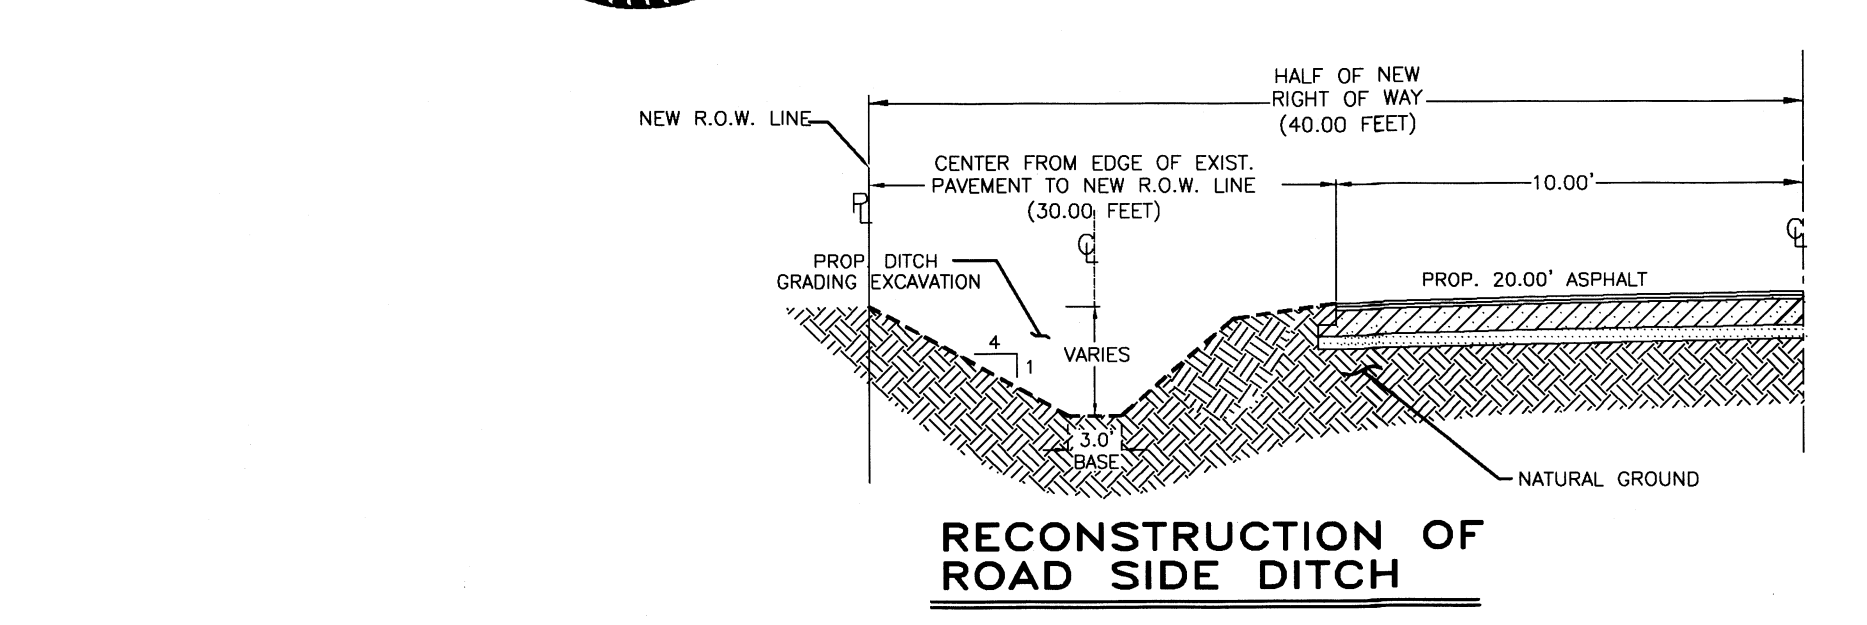 HALF OF NEW
RIGHT OF WAY
(40.00 FEET)
NEW R.O.W. LINE
CENTER FROM EDGE OF EXIST.
PAVEMENT TO NEW R.O.W. LINE
(30.00 FEET)
10.00'
PL
CL
CL
PROP. DITCH
GRADING EXCAVATION
PROP. 20.00' ASPHALT
4
1
VARIES
3.0'
BASE
NATURAL GROUND
RECONSTRUCTION OF
ROAD SIDE DITCH